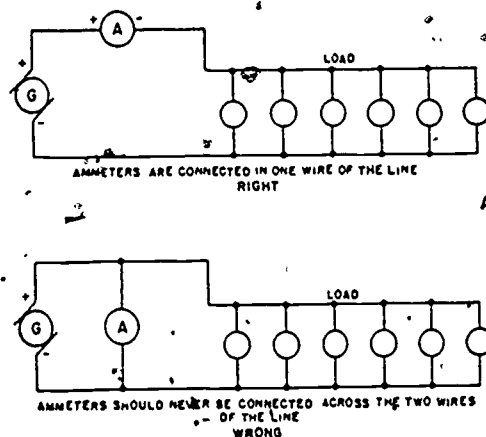 + A -
LOAD
+
G
-
AMMETERS ARE CONNECTED IN ONE WIRE OF THE LINE
RIGHT
LOAD
+
G
A
-
AMMETERS SHOULD NEVER BE CONNECTED ACROSS THE TWO WIRES
OF THE LINE
WRONG